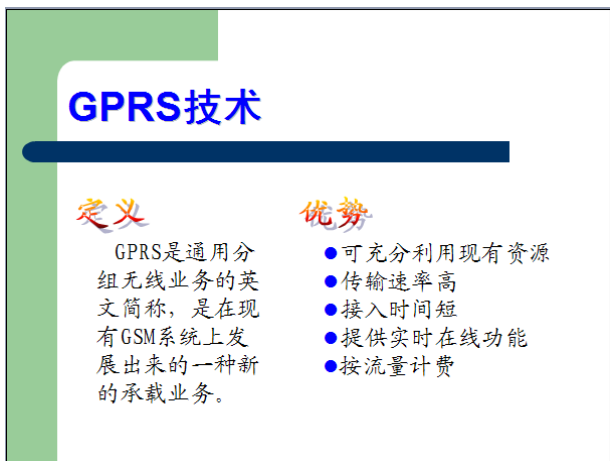 GPRS技术
定义
GPRS是通用分
组无线业务的英
文简称，是在现
有GSM系统上发
展出来的一种新
的承载业务。
优势
●可充分利用现有资源
●传输速率高
●接入时间短
●提供实时在线功能
●按流量计费